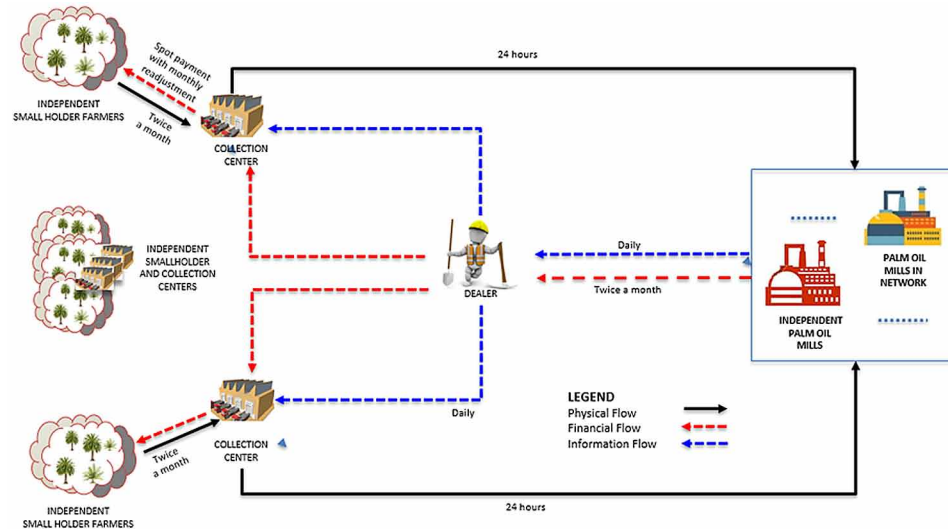 24 hours
Spot payment
with monthly
readjustment
INDEPENDENT
SMALL HOLDER FARMERS
Twice
a month
COLLECTION
CENTER
INDEPENDENT
SMALLHOLDER
AND COLLECTION
CENTERS
DEALER
Daily
Twice a month
PALM OIL
MILLS IN
NETWORK
INDEPENDENT
PALM OIL
MILLS
Daily
LEGEND
Physical Flow
Financial Flow
Information Flow
Twice
a month
COLLECTION
CENTER
INDEPENDENT
SMALL HOLDER FARMERS
24 hours